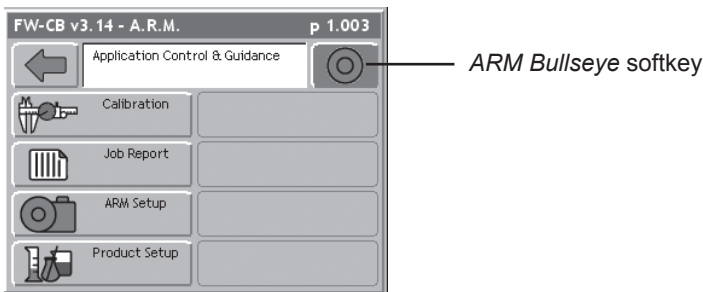 FW-CB v3.14 - A.R.M. p 1.003
Application Control & Guidance
ARM Bullseye softkey
Calibration
Job Report
ARM Setup
Product Setup